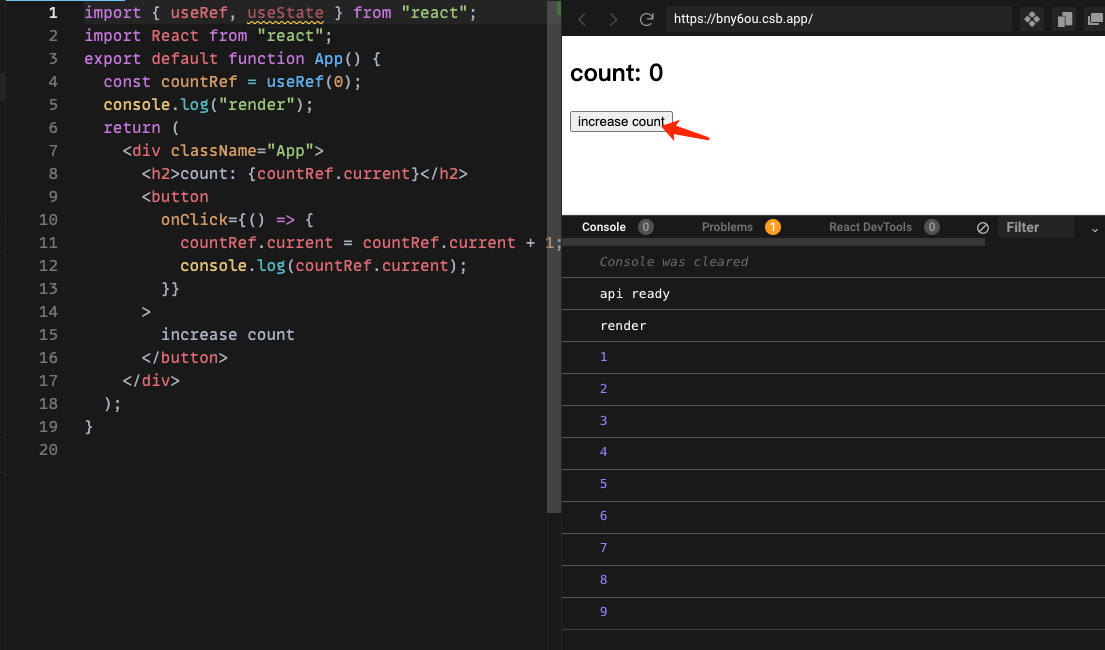 1 import { useRef, useState } from "react";
2 import React from "react";
3 export default function App() {
4 const countRef = useRef(0);
5 console.log("render");
6 return (
7 <div className="App">
8 <h2>count: {countRef.current}</h2>
9 <button
10 onClick={() => {
11 countRef.current = countRef.current + 1;
12 console.log(countRef.current);
13 }}
14 >
15 increase count
16 </button>
17 </div>
18 );
19 }
20
https://bny6ou.csb.app/
count: 0
increase count
Console 0 Problems 1 React DevTools 0 Filter
Console was cleared
api ready
render
1
2
3
4
5
6
7
8
9